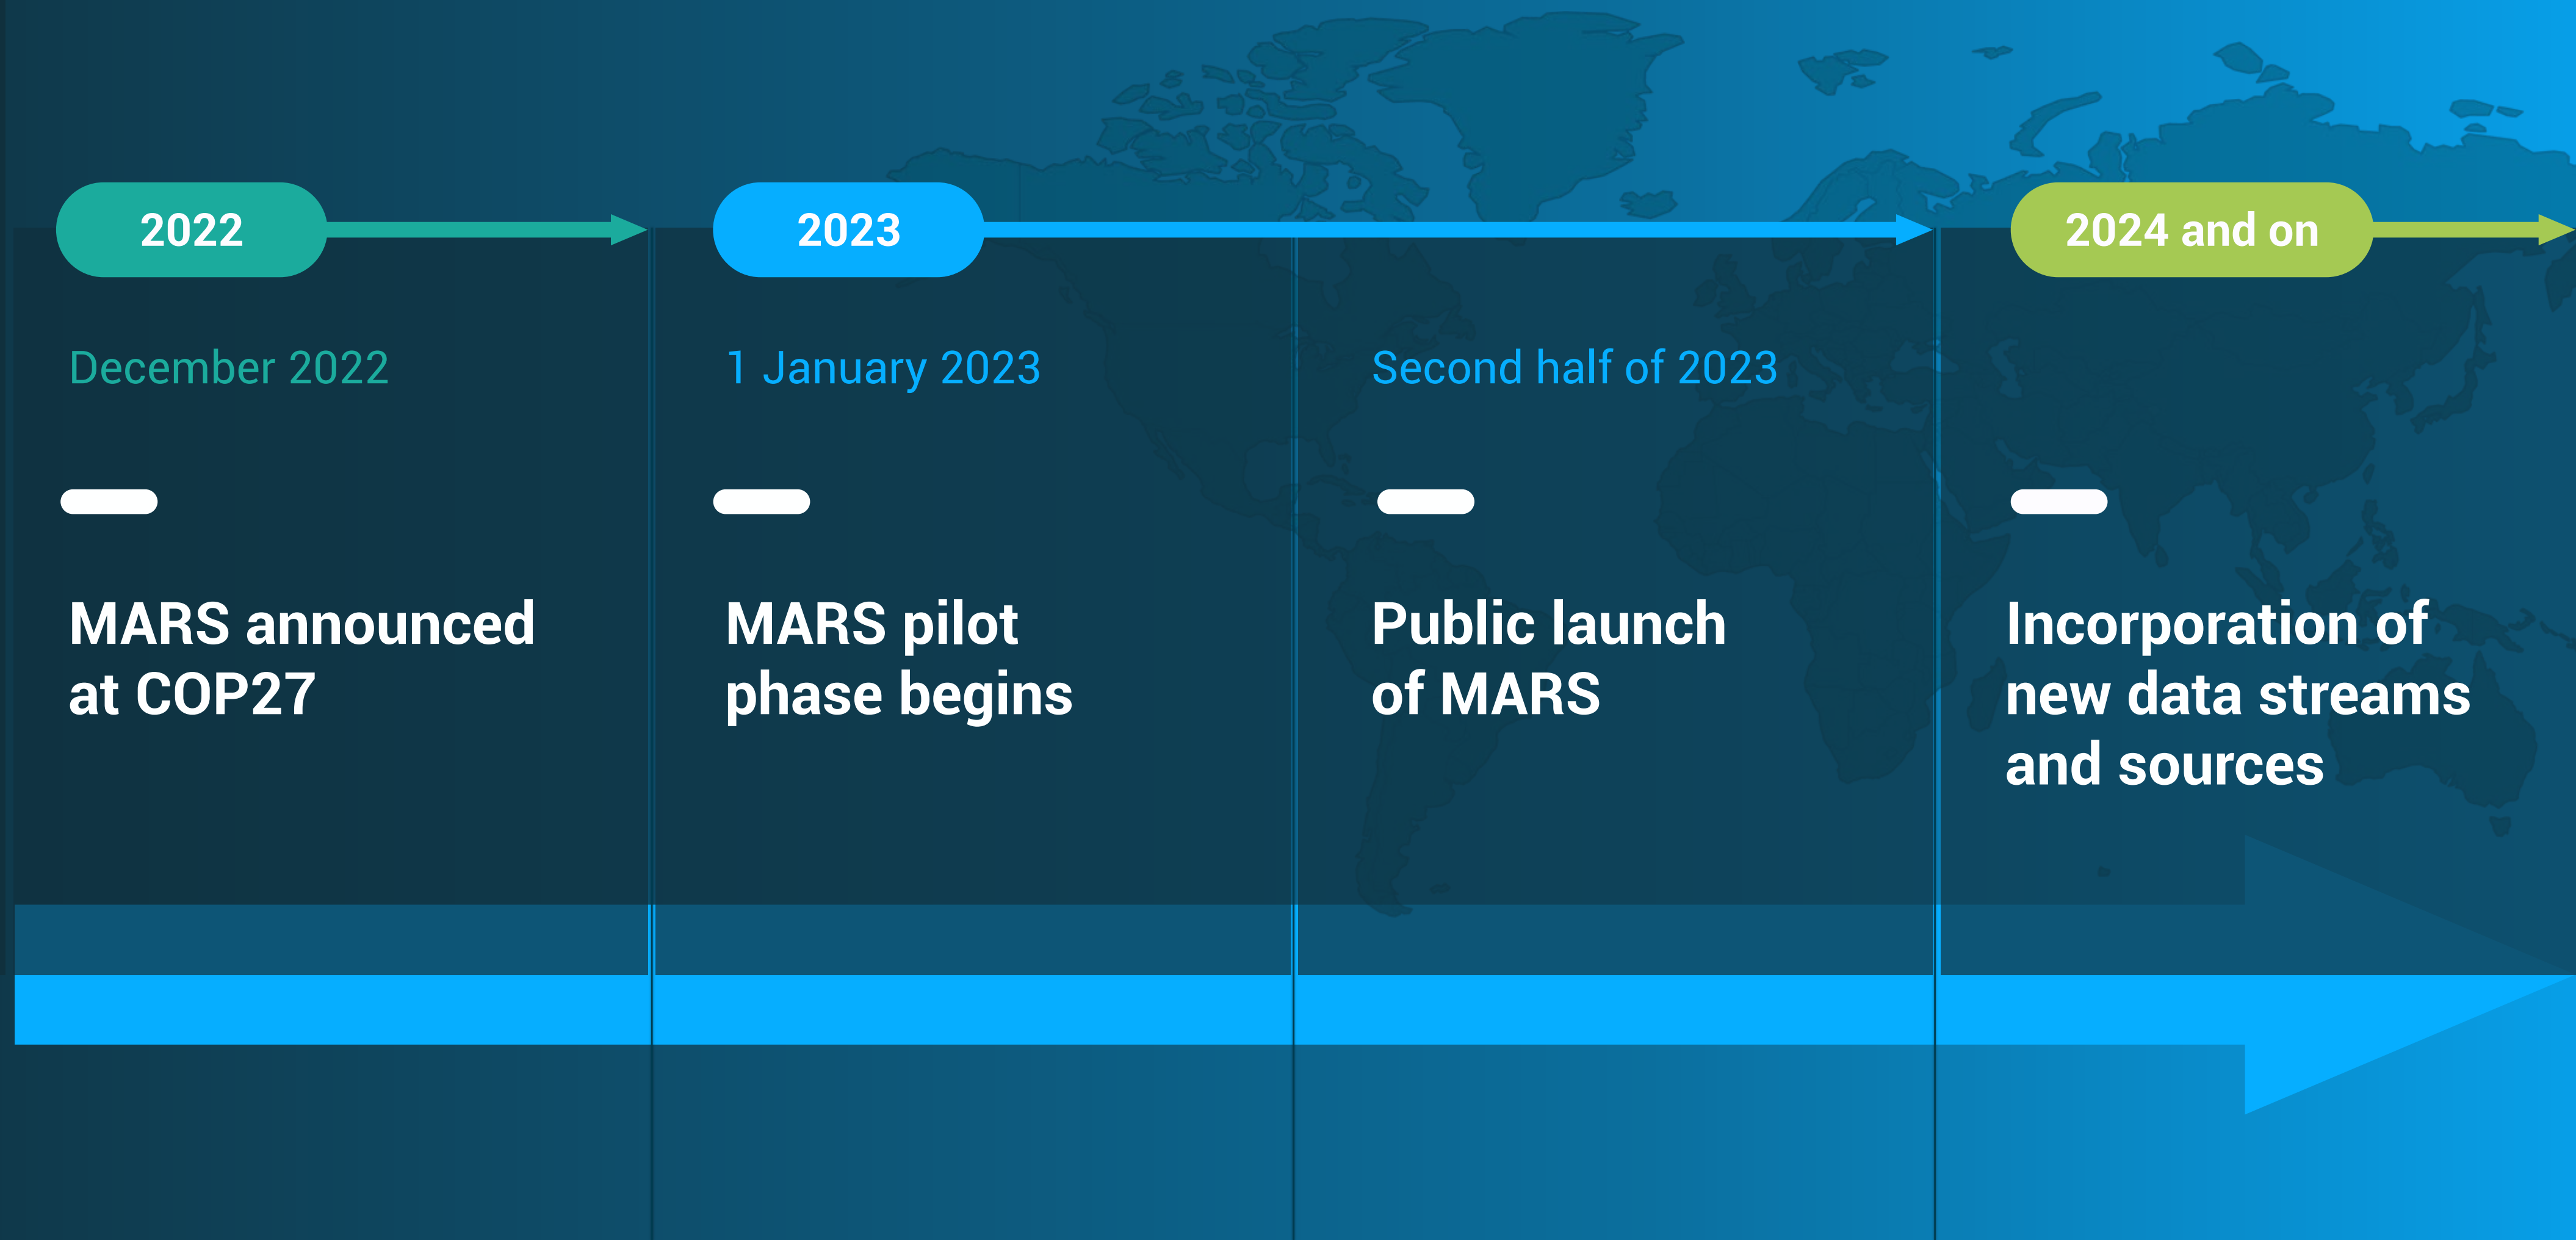 2022
2023
2024 and on
December 2022
1 January 2023
Second half of 2023
MARS announced
at COP27
MARS pilot
phase begins
Public launch
of MARS
Incorporation of
new data streams
and sources